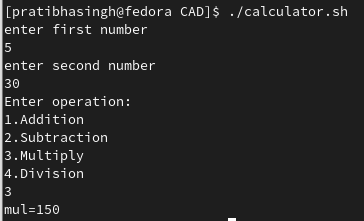 [pratibhasingh@fedora CAD]$ ./calculator.sh
enter first number
5
enter second number
30
Enter operation:
1.Addition
2.Subtraction
3.Multiply
4.Division
3
mul=150